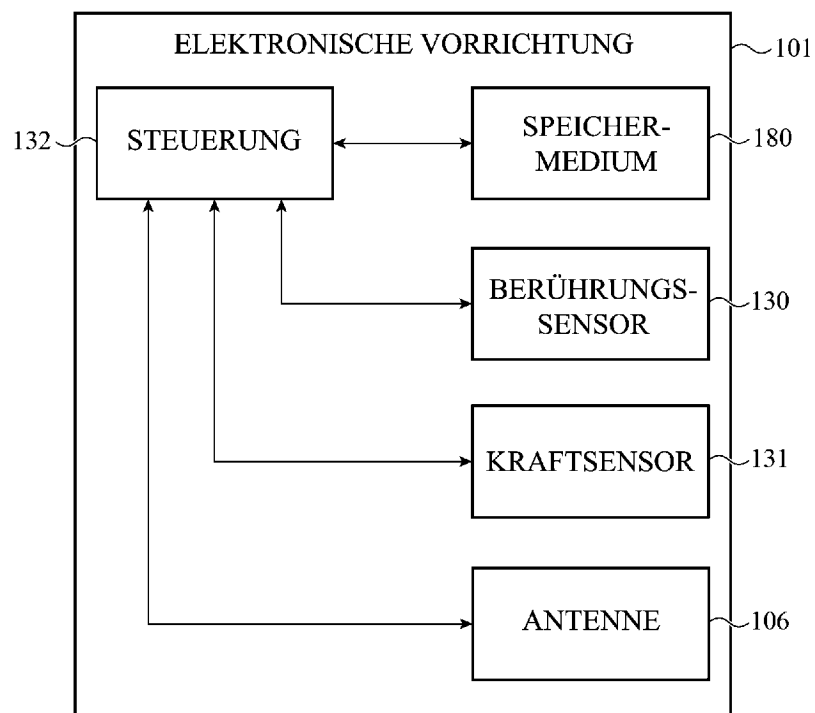 ELEKTRONISCHE VORRICHTUNG
101
132
STEUERUNG
SPEICHER-
MEDIUM
180
BERÜHRUNGS-
SENSOR
130
KRAFTSENSOR
131
ANTENNE
106